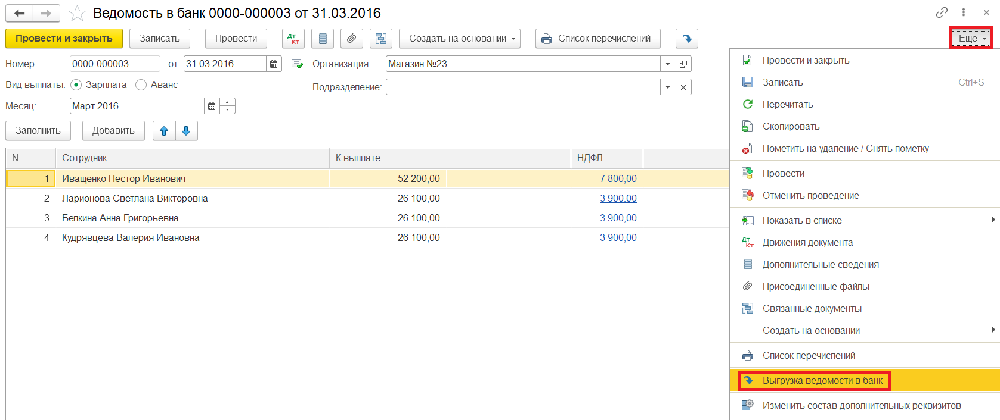 Ведомость в банк 0000-000003 от 31.03.2016
Провести и закрыть Записать Провести Дт Кт Создать на основании Список перечислений Еще
Номер: 0000-000003 от: 31.03.2016 Организация: Магазин №23
Вид выплаты: Зарплата Аванс Подразделение:
Месяц: Март 2016
Заполнить Добавить
N Сотрудник К выплате НДФЛ
1 Иващенко Нестор Иванович 52 200,00 7 800,00
2 Ларионова Светлана Викторовна 26 100,00 3 900,00
3 Белкина Анна Григорьевна 26 100,00 3 900,00
4 Кудрявцева Валерия Ивановна 26 100,00 3 900,00
Провести и закрыть
Записать Ctrl+S
Перечитать
Скопировать
Пометить на удаление / Снять пометку
Провести
Отменить проведение
Показать в списке
Дт Кт Движения документа
Дополнительные сведения
Присоединенные файлы
Связанные документы
Создать на основании
Список перечислений
Выгрузка ведомости в банк
Изменить состав дополнительных реквизитов